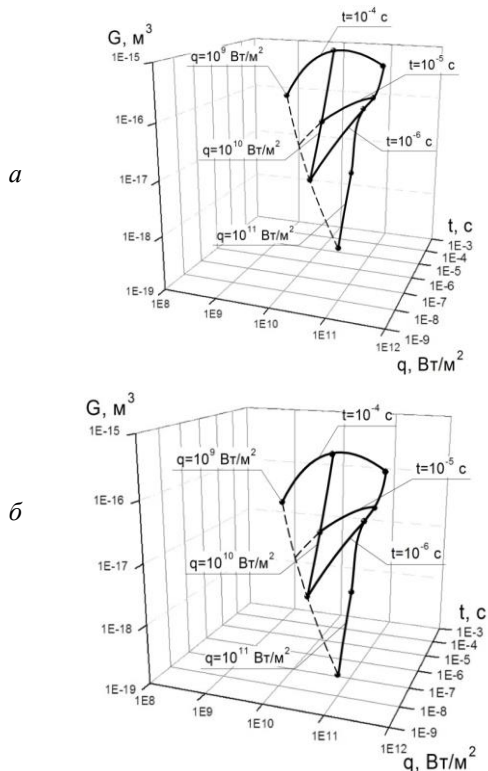 а
G, м³
t=10⁻⁴ с
q=10⁹ Вт/м²
t=10⁻⁵ с
1E-15
1E-16
q=10¹⁰ Вт/м²
t=10⁻⁶ с
1E-17
q=10¹¹ Вт/м²
t, с
1E-18
1E-3
1E-4
1E-5
1E-6
1E-7
1E-8
1E-9
1E-19
1E8
1E9
1E10
1E11
1E12
q, Вт/м²
б
G, м³
t=10⁻⁴ с
1E-15
q=10⁹ Вт/м²
t=10⁻⁵ с
1E-16
q=10¹⁰ Вт/м²
t=10⁻⁶ с
1E-17
1E-18
q=10¹¹ Вт/м²
t, с
1E-3
1E-4
1E-5
1E-6
1E-7
1E-8
1E-9
1E-19
1E8
1E9
1E10
1E11
1E12
q, Вт/м²